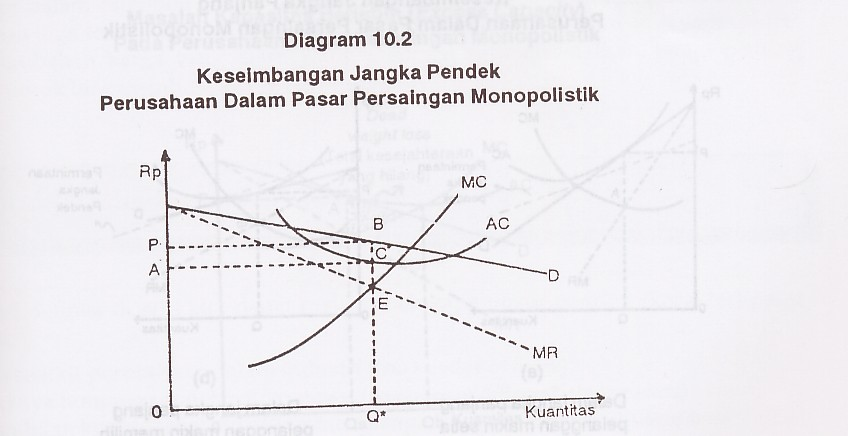 Diagram 10.2
Keseimbangan Jangka Pendek
Perusahaan Dalam Pasar Persaingan Monopolistik
Rp
MC
B
AC
P
C
A
D
E
MR
0
Q*
Kuantitas